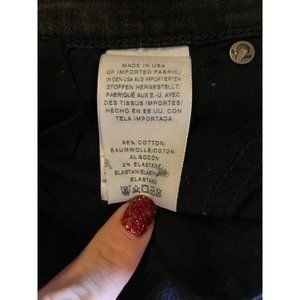 MADE IN USA
OF IMPORTED FABRIC/
IN DEN USA AUS IMPORTIERTEN
STOFFEN HERGESTELLT/
FABRIQUÉ AUX E.-U. AVEC
DES TISSUS IMPORTÉS/
HECHO EN EE.UU. CON
TELA IMPORTADA
98% COTTON/
BAUMWOLLE/COTON/
ALGODÓN
2% ELASTANE/
ELASTAN/ELASTHANNE/
ELASTANO